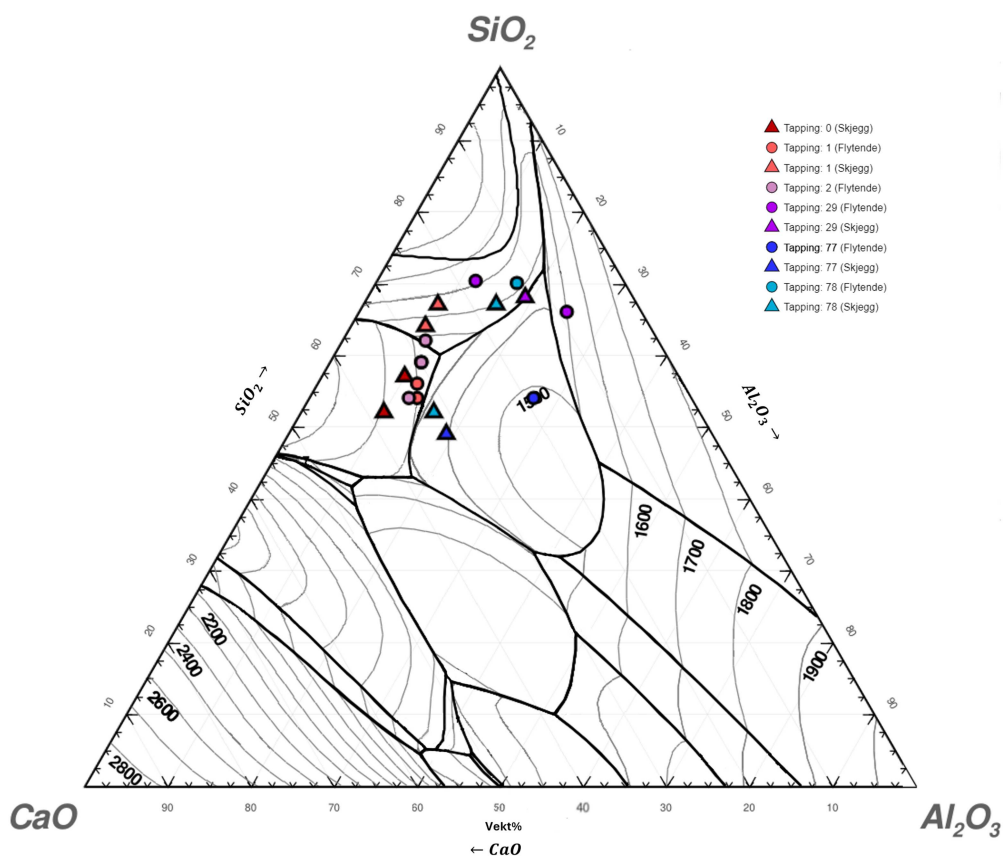 SiO₂
90
10
80
20
70
30
60
40
SiO₂ →
Al₂O₃ →
50
50
40
60
30
70
20
80
10
90
1500
1600
1700
1800
1900
2200
2400
2600
2800
CaO
90
80
70
60
50
40
30
20
10
Al₂O₃
Vekt%
← CaO
Tapping: 0 (Skjegg)
Tapping: 1 (Flytende)
Tapping: 1 (Skjegg)
Tapping: 2 (Flytende)
Tapping: 29 (Flytende)
Tapping: 29 (Skjegg)
Tapping: 77 (Flytende)
Tapping: 77 (Skjegg)
Tapping: 78 (Flytende)
Tapping: 78 (Skjegg)